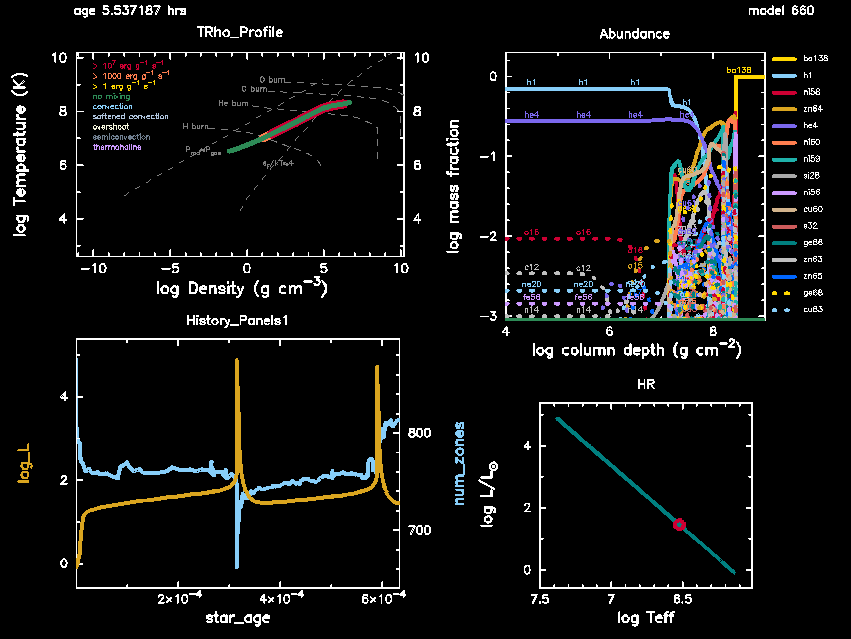 age 5.537187 hrs
model 660
TRho_Profile
log Temperature (K)
10
8
6
4
> 10⁷ erg g⁻¹ s⁻¹
> 1000 erg g⁻¹ s⁻¹
> 1 erg g⁻¹ s⁻¹
no mixing
convection
softened convection
overshoot
semiconvection
thermohaline
O burn
C burn
He burn
H burn
10
8
6
4
−10
−5
0
5
10
log Density (g cm⁻³)
Abundance
log mass fraction
0
−1
−2
−3
h1 h1 h1 h1
he4 he4 he4
ba138
o16 o16
c12 c12
ne20 ne20 ne20
fe56 fe56 fe56
n14 n14 n14
4
6
8
log column depth (g cm⁻²)
ba138
h1
ni58
zn64
he4
ni60
ni59
si28
ni56
cu60
s32
ge66
zn63
zn65
ge68
cu63
History_Panels1
log_L
4
2
0
800
700
num_zones
2×10⁻⁴
4×10⁻⁴
6×10⁻⁴
star_age
HR
log L/L☉
4
2
0
7.5
7
6.5
log Teff